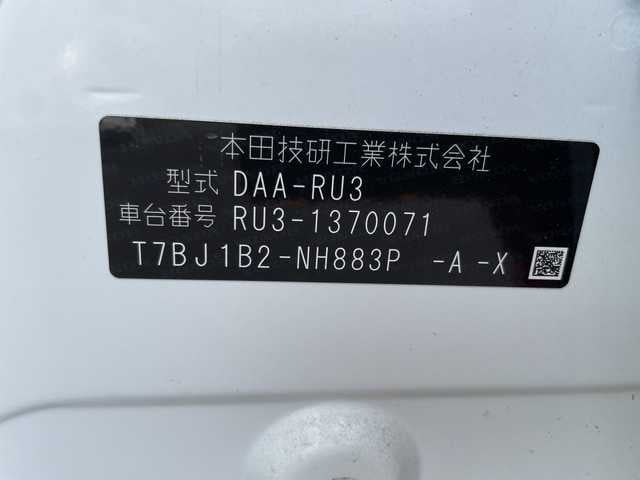 本田技研工業株式会社
型式 DAA-RU3
車台番号 RU3-1370071
T7BJ1B2-NH883P -A -X